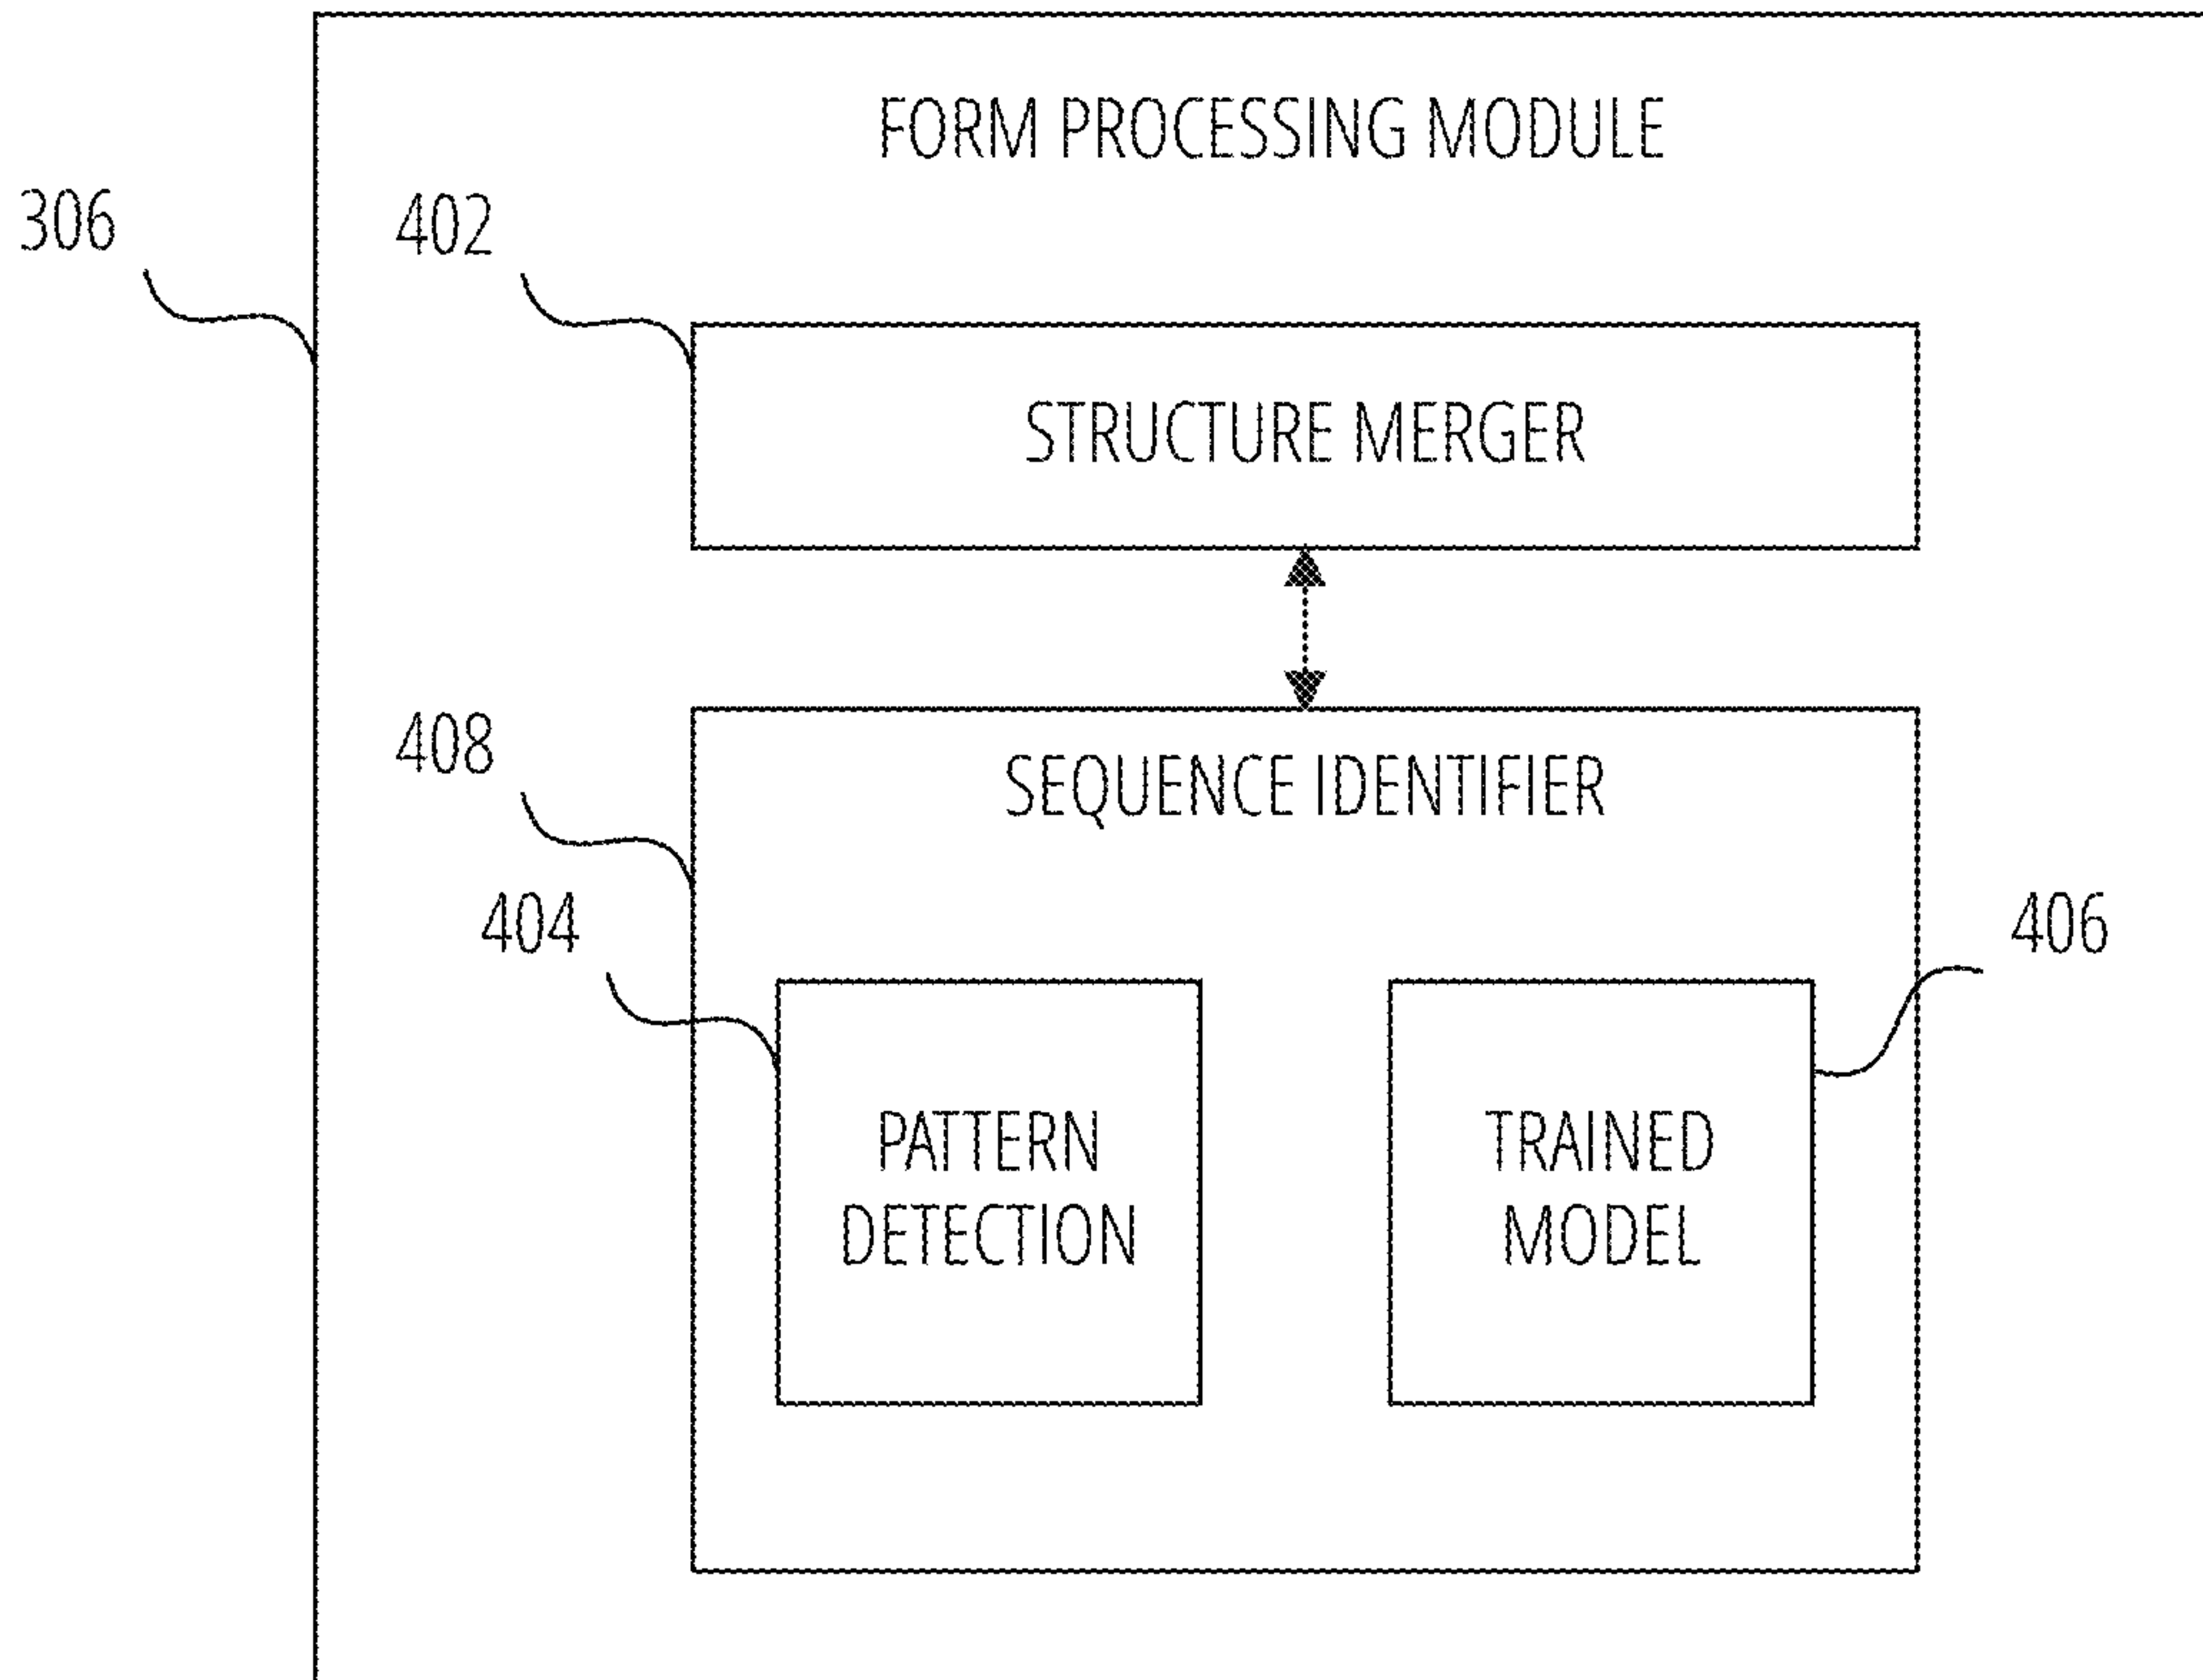 FORM PROCESSING MODULE
306
402
STRUCTURE MERGER
408
SEQUENCE IDENTIFIER
404
406
PATTERN
DETECTION
TRAINED
MODEL